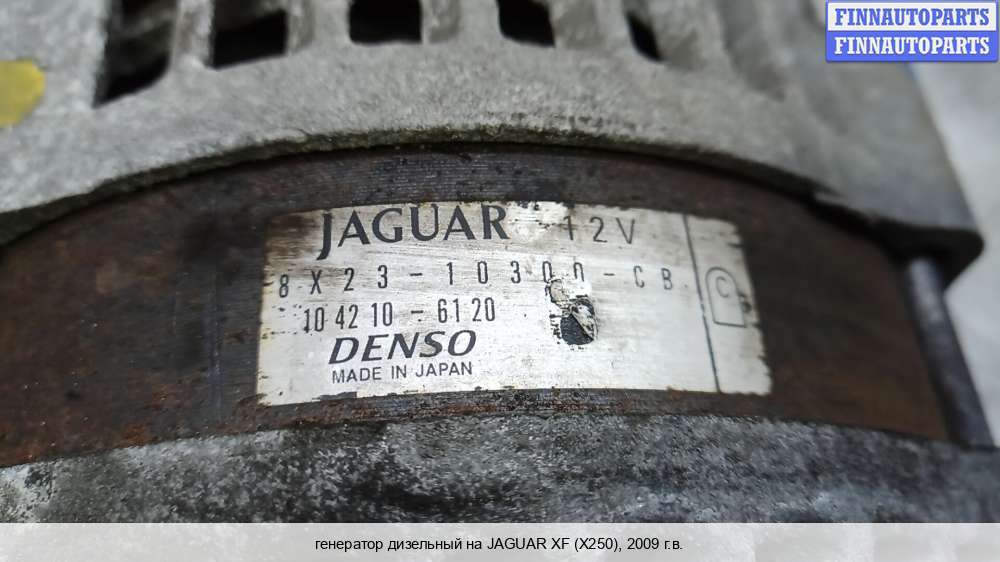 FINNAUTOPARTS
FINNAUTOPARTS
JAGUAR 12V
8X23-10300-CB
C
104210-6120
DENSO
MADE IN JAPAN
генератор дизельный на JAGUAR XF (X250), 2009 г.в.